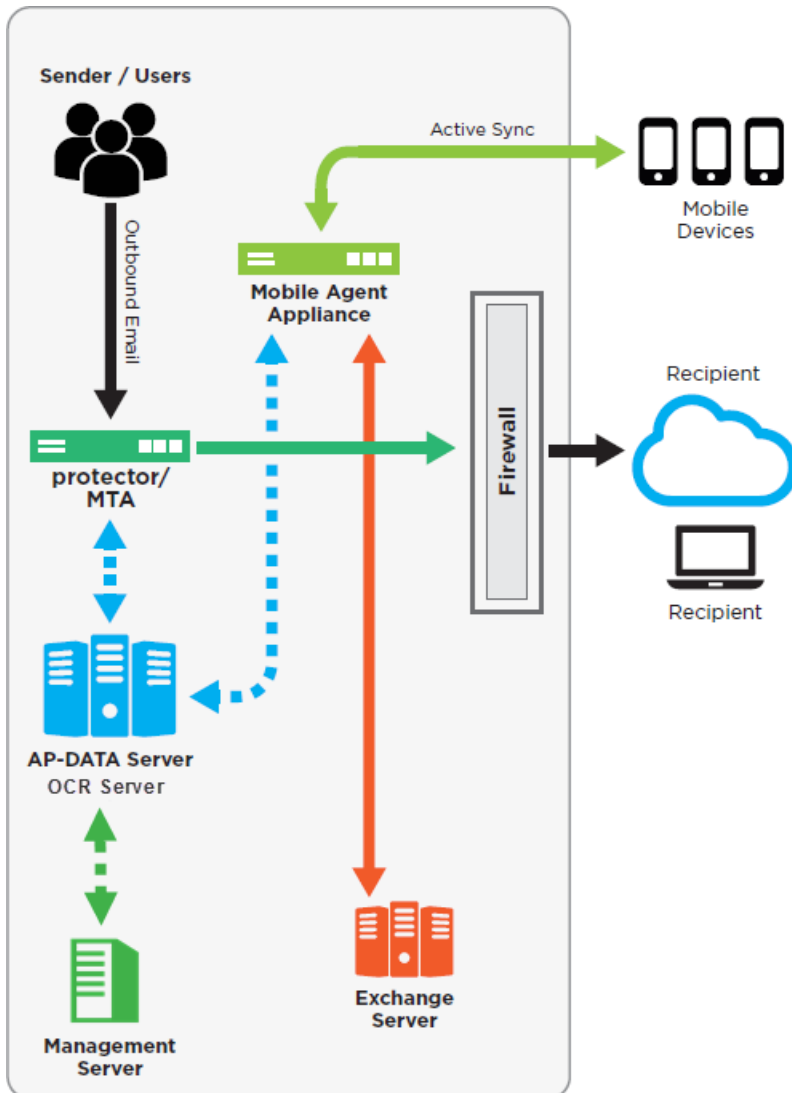 Sender / Users
Active Sync
Mobile
Devices
Outbound Email
Mobile Agent
Appliance
Firewall
Recipient
protector/
MTA
Recipient
AP-DATA Server
OCR Server
Exchange
Server
Management
Server